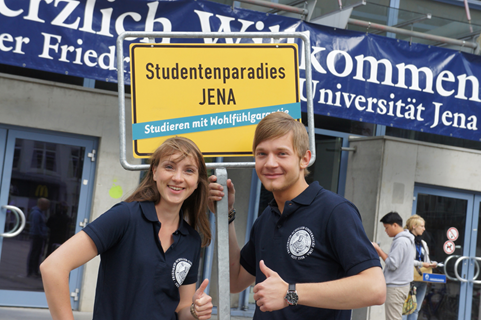 erzlich Willkommen
er Fried
Universität Jena
Studentenparadies
JENA
Studieren mit Wohlfühlgarantie